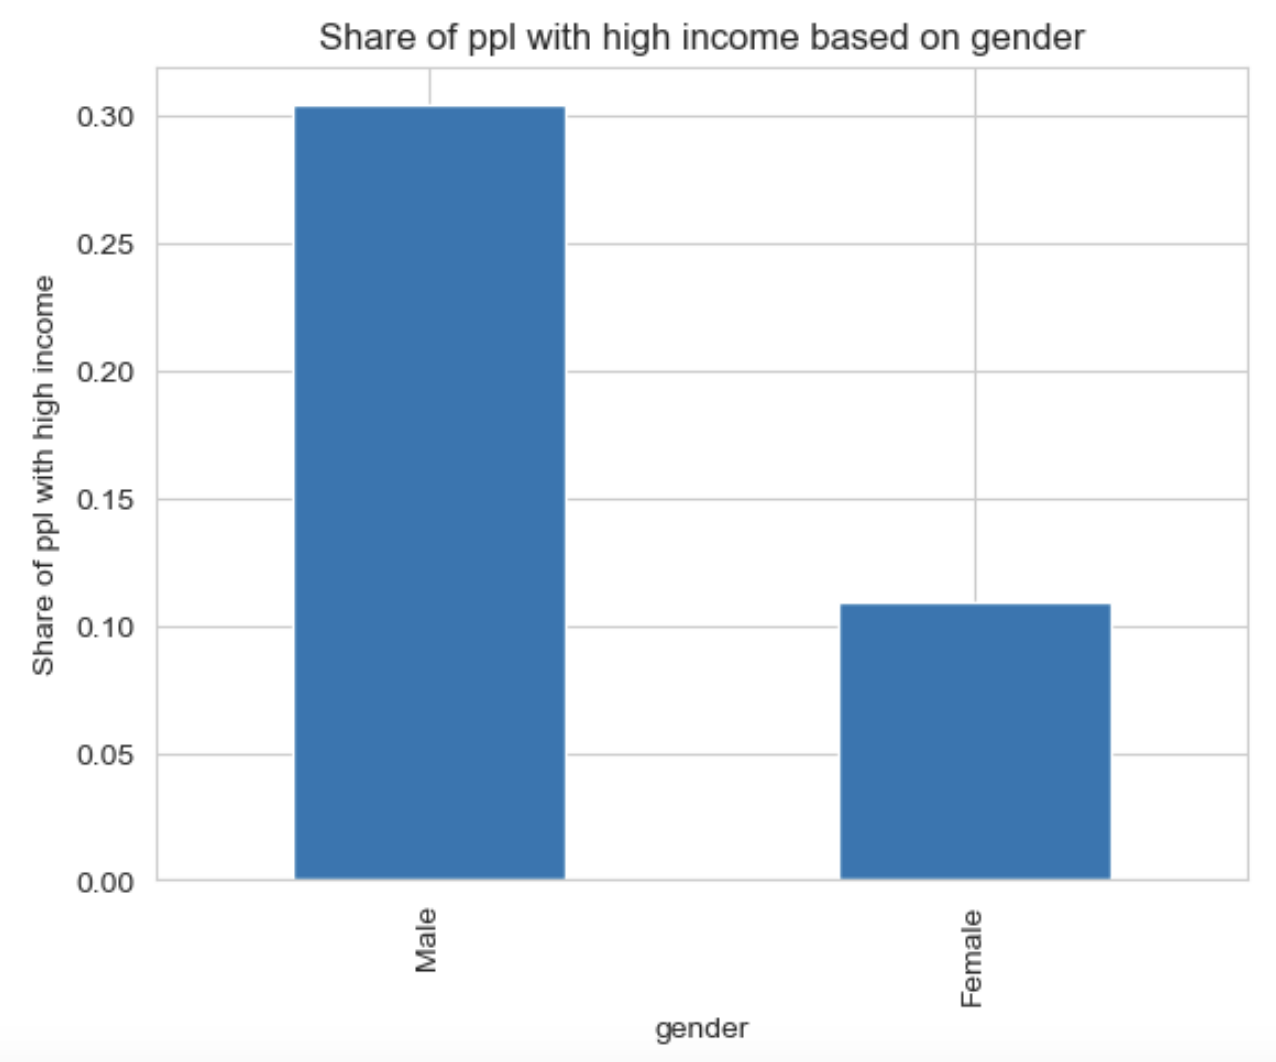 Share of ppl with high income based on gender
Share of ppl with high income
0.30
0.25
0.20
0.15
0.10
0.05
0.00
Male
Female
gender